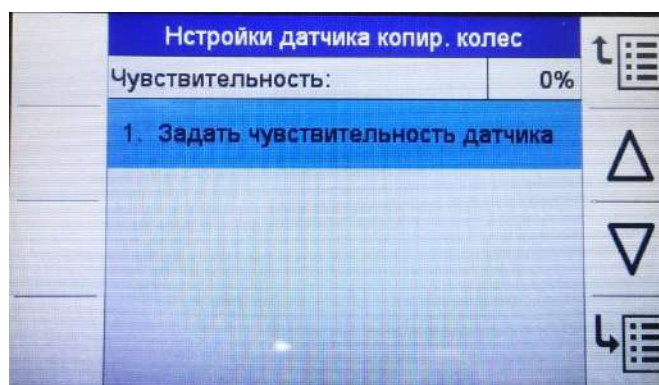 Нстройки датчика копир. колес
Чувствительность: 0%
1. Задать чувствительность датчика